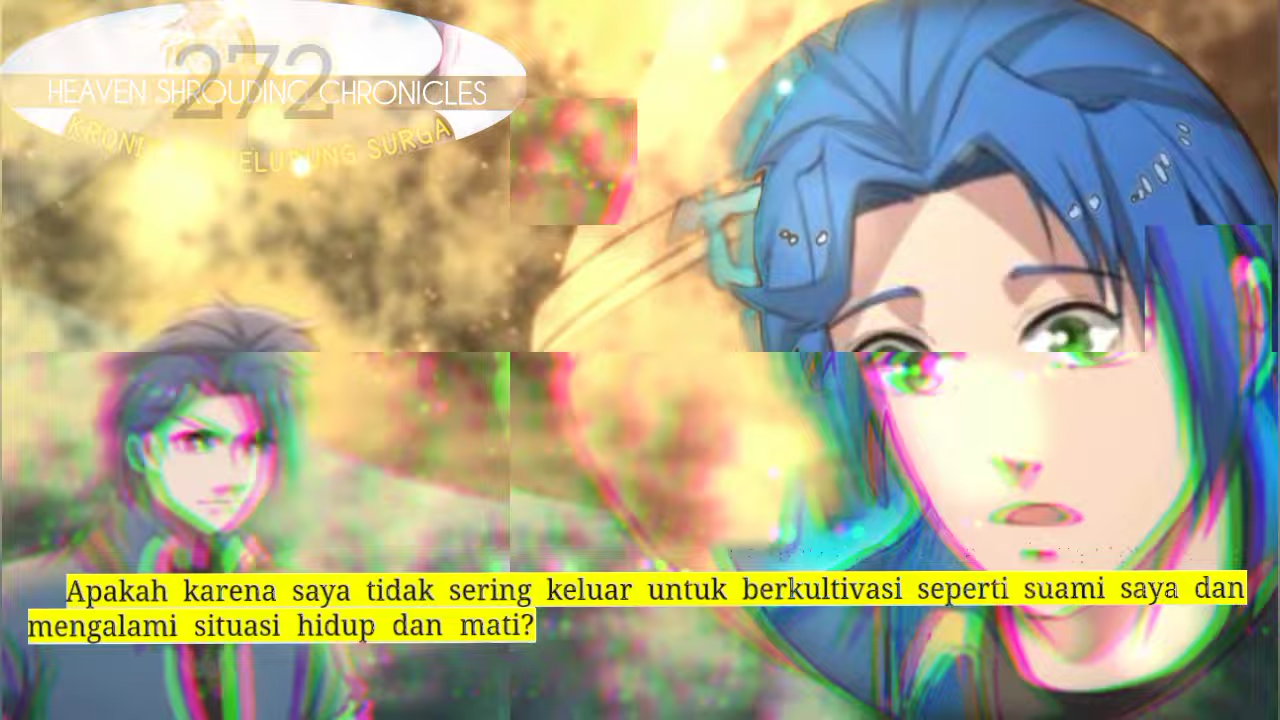 272
HEAVEN SHROUDING CHRONICLES
SURGA
Apakah karena saya tidak sering keluar untuk berkultivasi seperti suami saya dan
mengalami situasi hidup dan mati?